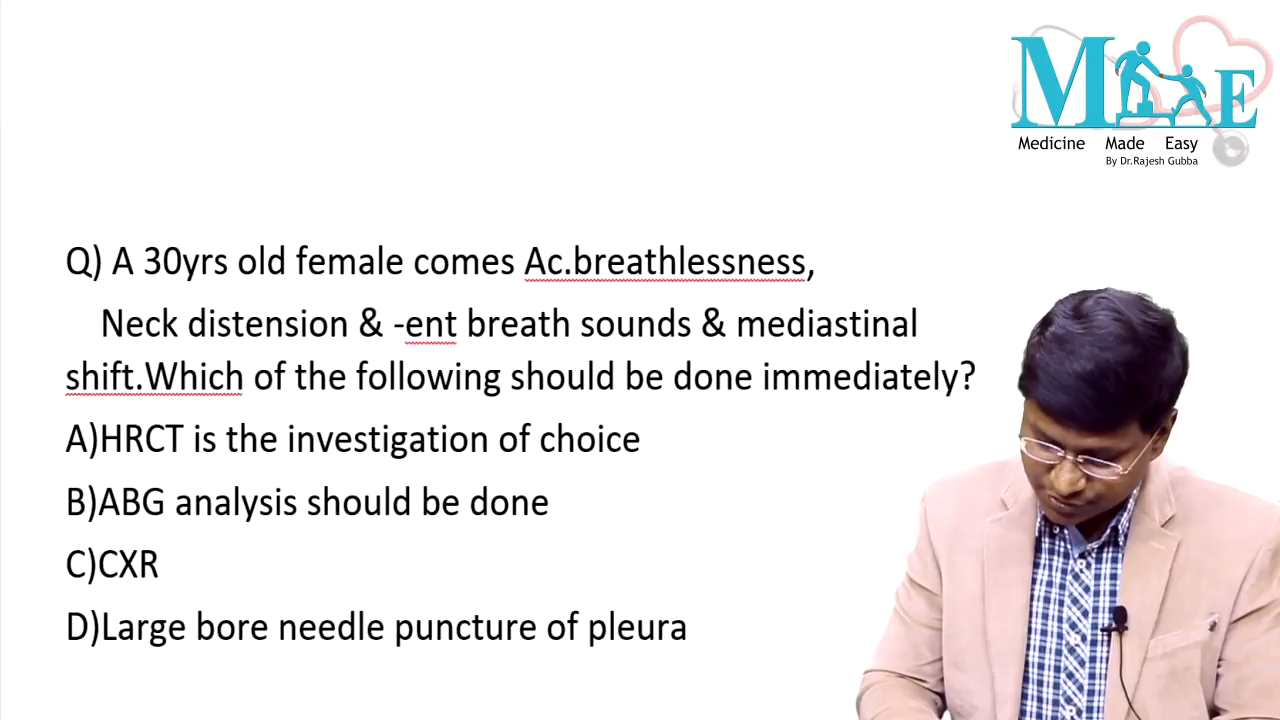 M E
Medicine Made Easy
By Dr.Rajesh Gubba
Q) A 30yrs old female comes Ac.breathlessness,
Neck distension & -ent breath sounds & mediastinal
shift.Which of the following should be done immediately?
A)HRCT is the investigation of choice
B)ABG analysis should be done
C)CXR
D)Large bore needle puncture of pleura